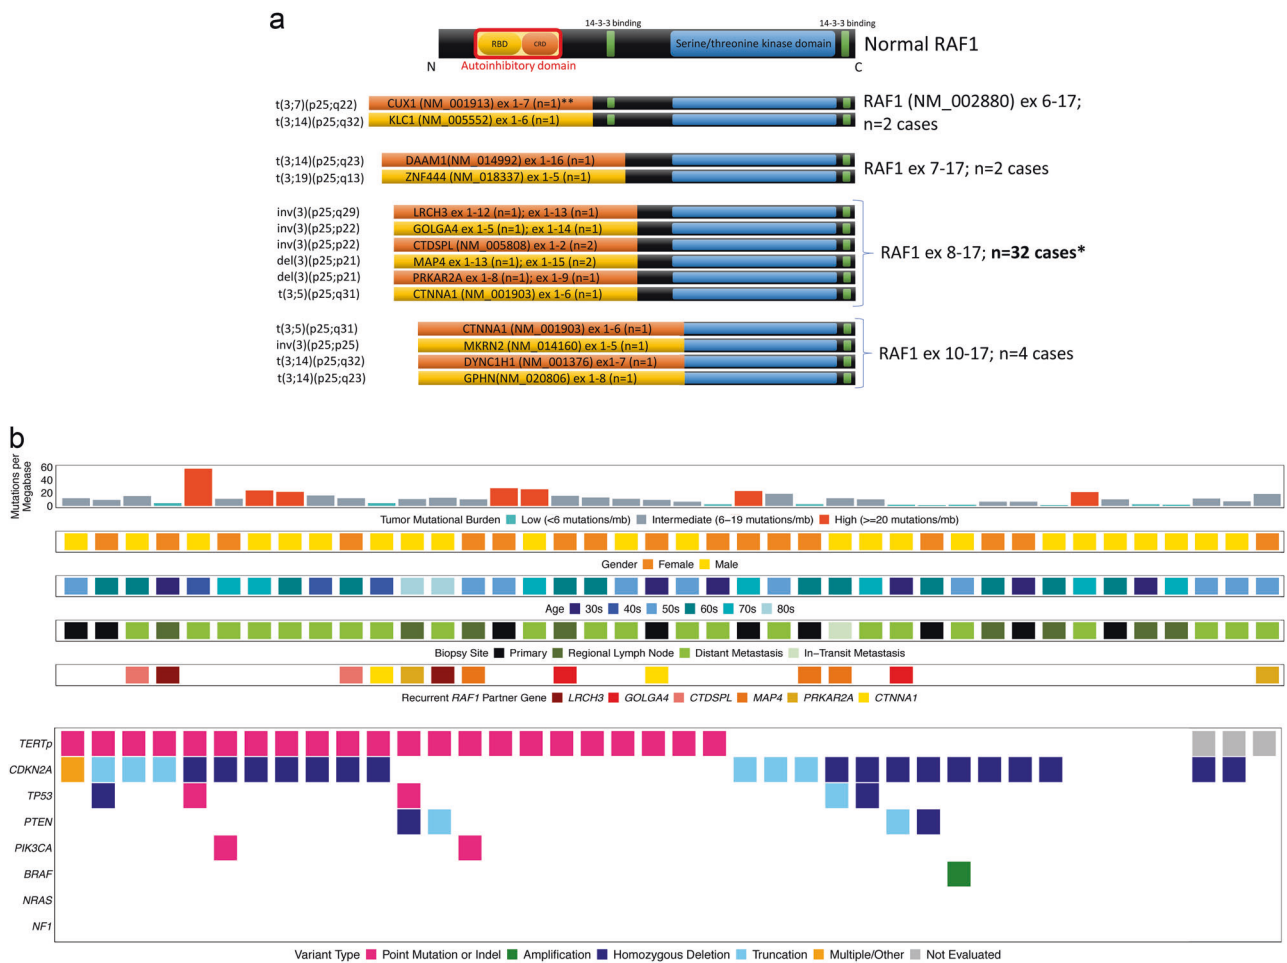 a
14-3-3 binding 14-3-3 binding
RBD CRD Serine/threonine kinase domain Normal RAF1
N Autoinhibitory domain C
t(3;7)(p25;q22) CUX1 (NM_001913) ex 1-7 (n=1)** RAF1 (NM_002880) ex 6-17;
t(3;14)(p25;q32) KLC1 (NM_005552) ex 1-6 (n=1) n=2 cases
t(3;14)(p25;q23) DAAM1(NM_014992) ex 1-16 (n=1)
RAF1 ex 7-17; n=2 cases
t(3;19)(p25;q13) ZNF444 (NM_018337) ex 1-5 (n=1)
inv(3)(p25;q29) LRCH3 ex 1-12 (n=1); ex 1-13 (n=1)
inv(3)(p25;p22) GOLGA4 ex 1-5 (n=1); ex 1-14 (n=1)
inv(3)(p25;p22) CTDSPL (NM_005808) ex 1-2 (n=2)
RAF1 ex 8-17; n=32 cases*
del(3)(p25;p21) MAP4 ex 1-13 (n=1); ex 1-15 (n=2)
del(3)(p25;p21) PRKAR2A ex 1-8 (n=1); ex 1-9 (n=1)
t(3;5)(p25;q31) CTNNA1 (NM_001903) ex 1-6 (n=1)
t(3;5)(p25;q31) CTNNA1 (NM_001903) ex 1-6 (n=1)
inv(3)(p25;p25) MKRN2 (NM_014160) ex 1-5 (n=1)
RAF1 ex 10-17; n=4 cases
t(3;14)(p25;q32) DYNC1H1 (NM_001376) ex1-7 (n=1)
t(3;14)(p25;q23) GPHN(NM_020806) ex 1-8 (n=1)
b
Mutations per
Megabase
60
40
20
0
Tumor Mutational Burden Low (<6 mutations/mb) Intermediate (6–19 mutations/mb) High (>=20 mutations/mb)
Gender Female Male
Age 30s 40s 50s 60s 70s 80s
Biopsy Site Primary Regional Lymph Node Distant Metastasis In-Transit Metastasis
Recurrent RAF1 Partner Gene LRCH3 GOLGA4 CTDSPL MAP4 PRKAR2A CTNNA1
TERTp
CDKN2A
TP53
PTEN
PIK3CA
BRAF
NRAS
NF1
Variant Type Point Mutation or Indel Amplification Homozygous Deletion Truncation Multiple/Other Not Evaluated